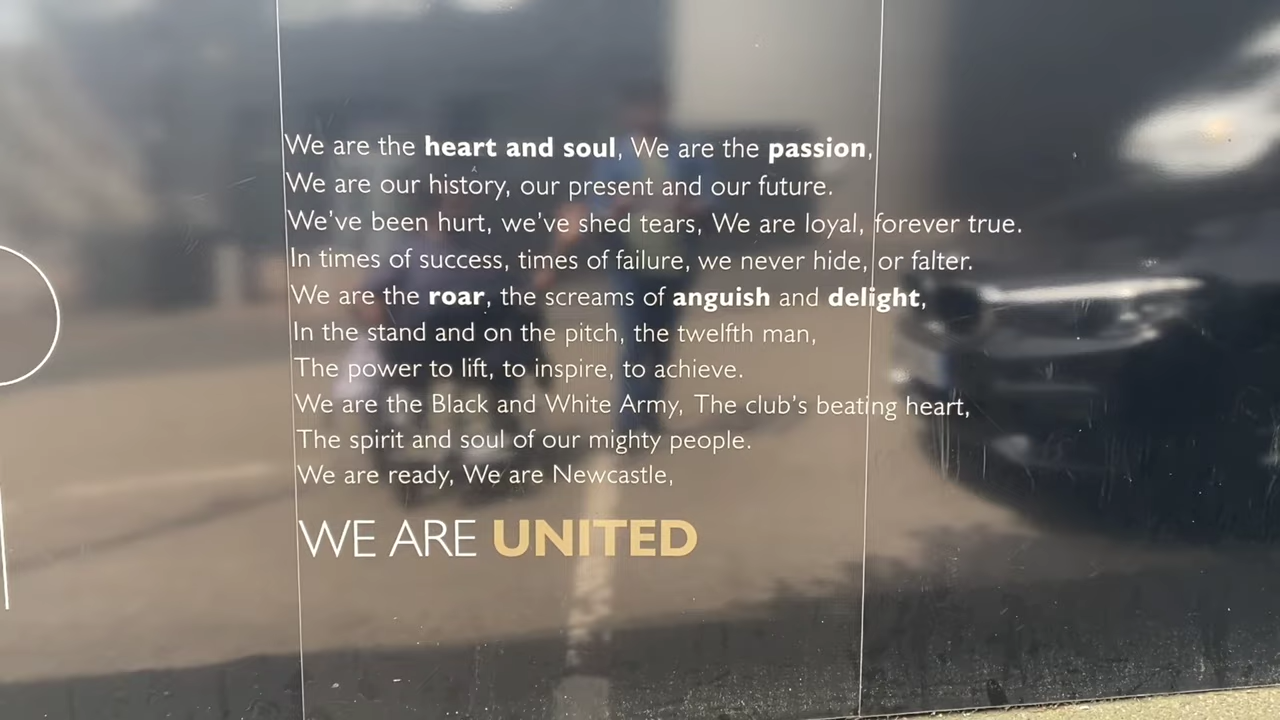 We are the heart and soul, We are the passion,
We are our history, our present and our future.
We've been hurt, we've shed tears, We are loyal, forever true.
In times of success, times of failure, we never hide, or falter.
We are the roar, the screams of anguish and delight,
In the stand and on the pitch, the twelfth man,
The power to lift, to inspire, to achieve.
We are the Black and White Army, The club's beating heart,
The spirit and soul of our mighty people.
We are ready, We are Newcastle,
WE ARE UNITED